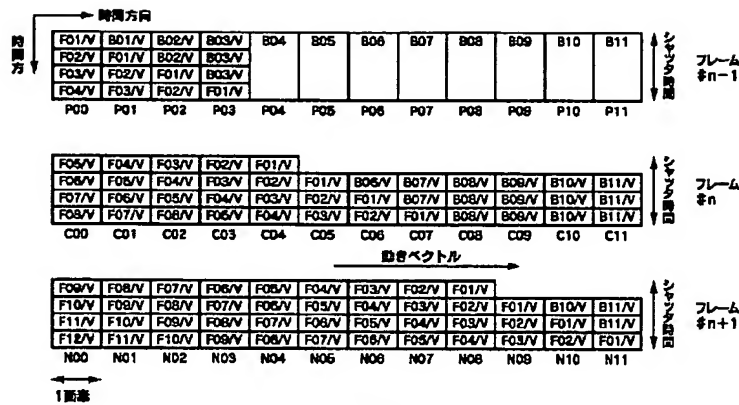 時間方向
時間方
F01/V B01/V B02/V B03/V B04 B05 B06 B07 B08 B09 B10 B11
F02/V F01/V B02/V B03/V
F03/V F02/V F01/V B03/V
F04/V F03/V F02/V F01/V
P00 P01 P02 P03 P04 P05 P06 P07 P08 P09 P10 P11
シャッタ時間
フレーム
#n-1
F05/V F04/V F03/V F02/V F01/V
F06/V F05/V F04/V F03/V F02/V F01/V B06/V B07/V B08/V B09/V B10/V B11/V
F07/V F06/V F05/V F04/V F03/V F02/V F01/V B07/V B08/V B09/V B10/V B11/V
F08/V F07/V F06/V F05/V F04/V F03/V F02/V F01/V B08/V B09/V B10/V B11/V
C00 C01 C02 C03 C04 C05 C06 C07 C08 C09 C10 C11
シャッタ時間
フレーム
#n
動きベクトル
F09/V F08/V F07/V F06/V F05/V F04/V F03/V F02/V F01/V
F10/V F09/V F08/V F07/V F06/V F05/V F04/V F03/V F02/V F01/V B10/V B11/V
F11/V F10/V F09/V F08/V F07/V F06/V F05/V F04/V F03/V F02/V F01/V B11/V
F12/V F11/V F10/V F09/V F08/V F07/V F06/V F05/V F04/V F03/V F02/V F01/V
N00 N01 N02 N03 N04 N05 N06 N07 N08 N09 N10 N11
シャッタ時間
フレーム
#n+1
1画素